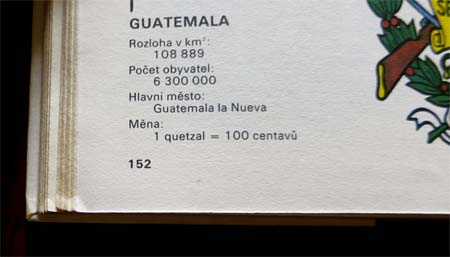 GUATEMALA
Rozloha v km²:
108 889
Počet obyvatel:
6 300 000
Hlavní město:
Guatemala la Nueva
Měna:
1 quetzal = 100 centavů
152